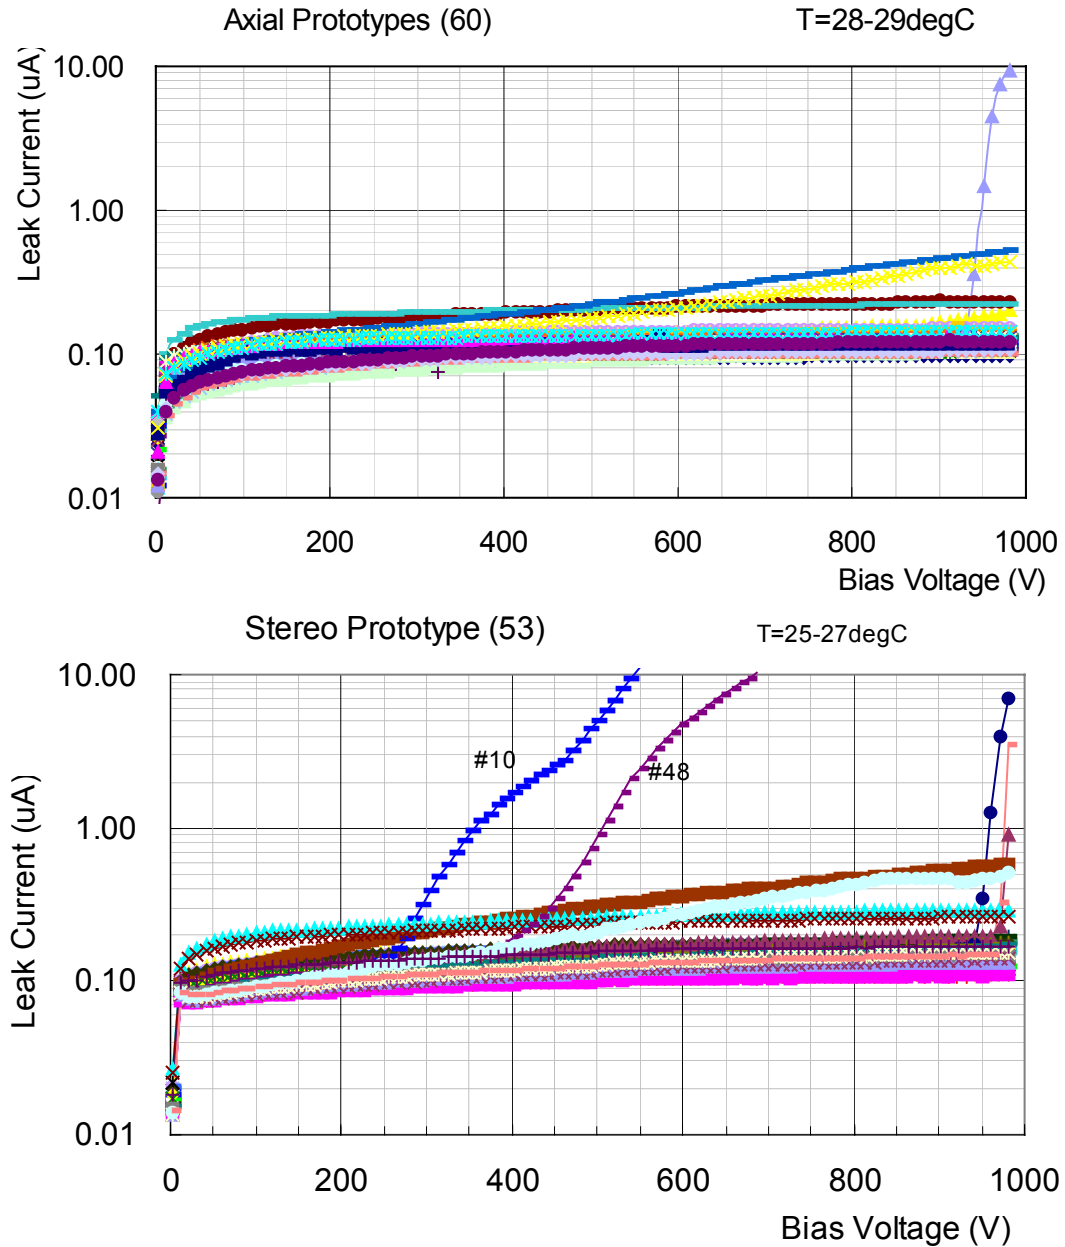 Axial Prototypes (60) T=28-29degC
Leak Current (uA)
10.00
1.00
0.10
0.01
0 200 400 600 800 1000
Bias Voltage (V)
Stereo Prototype (53) T=25-27degC
Leak Current (uA)
10.00
#10
#48
1.00
0.10
0.01
0 200 400 600 800 1000
Bias Voltage (V)